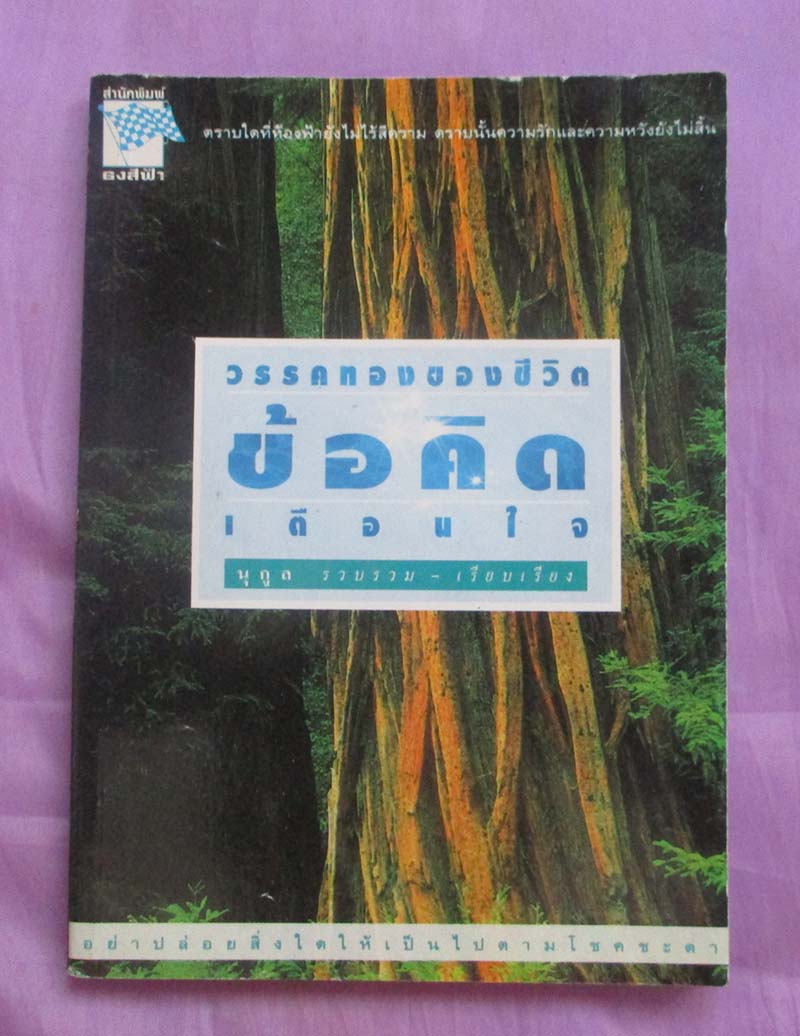 สำนักพิมพ์
ธงสีฟ้า
ตราบใดที่ท้องฟ้ายังไม่ไร้สีคราม ตราบนั้นความรักและความหวังยังไม่สิ้น
วรรคทองของชีวิต
ข้อคิด
เตือนใจ
นุกูล รวบรวม - เรียบเรียง
อย่าปล่อยสิ่งใดให้เป็นไปตามโชคชะตา